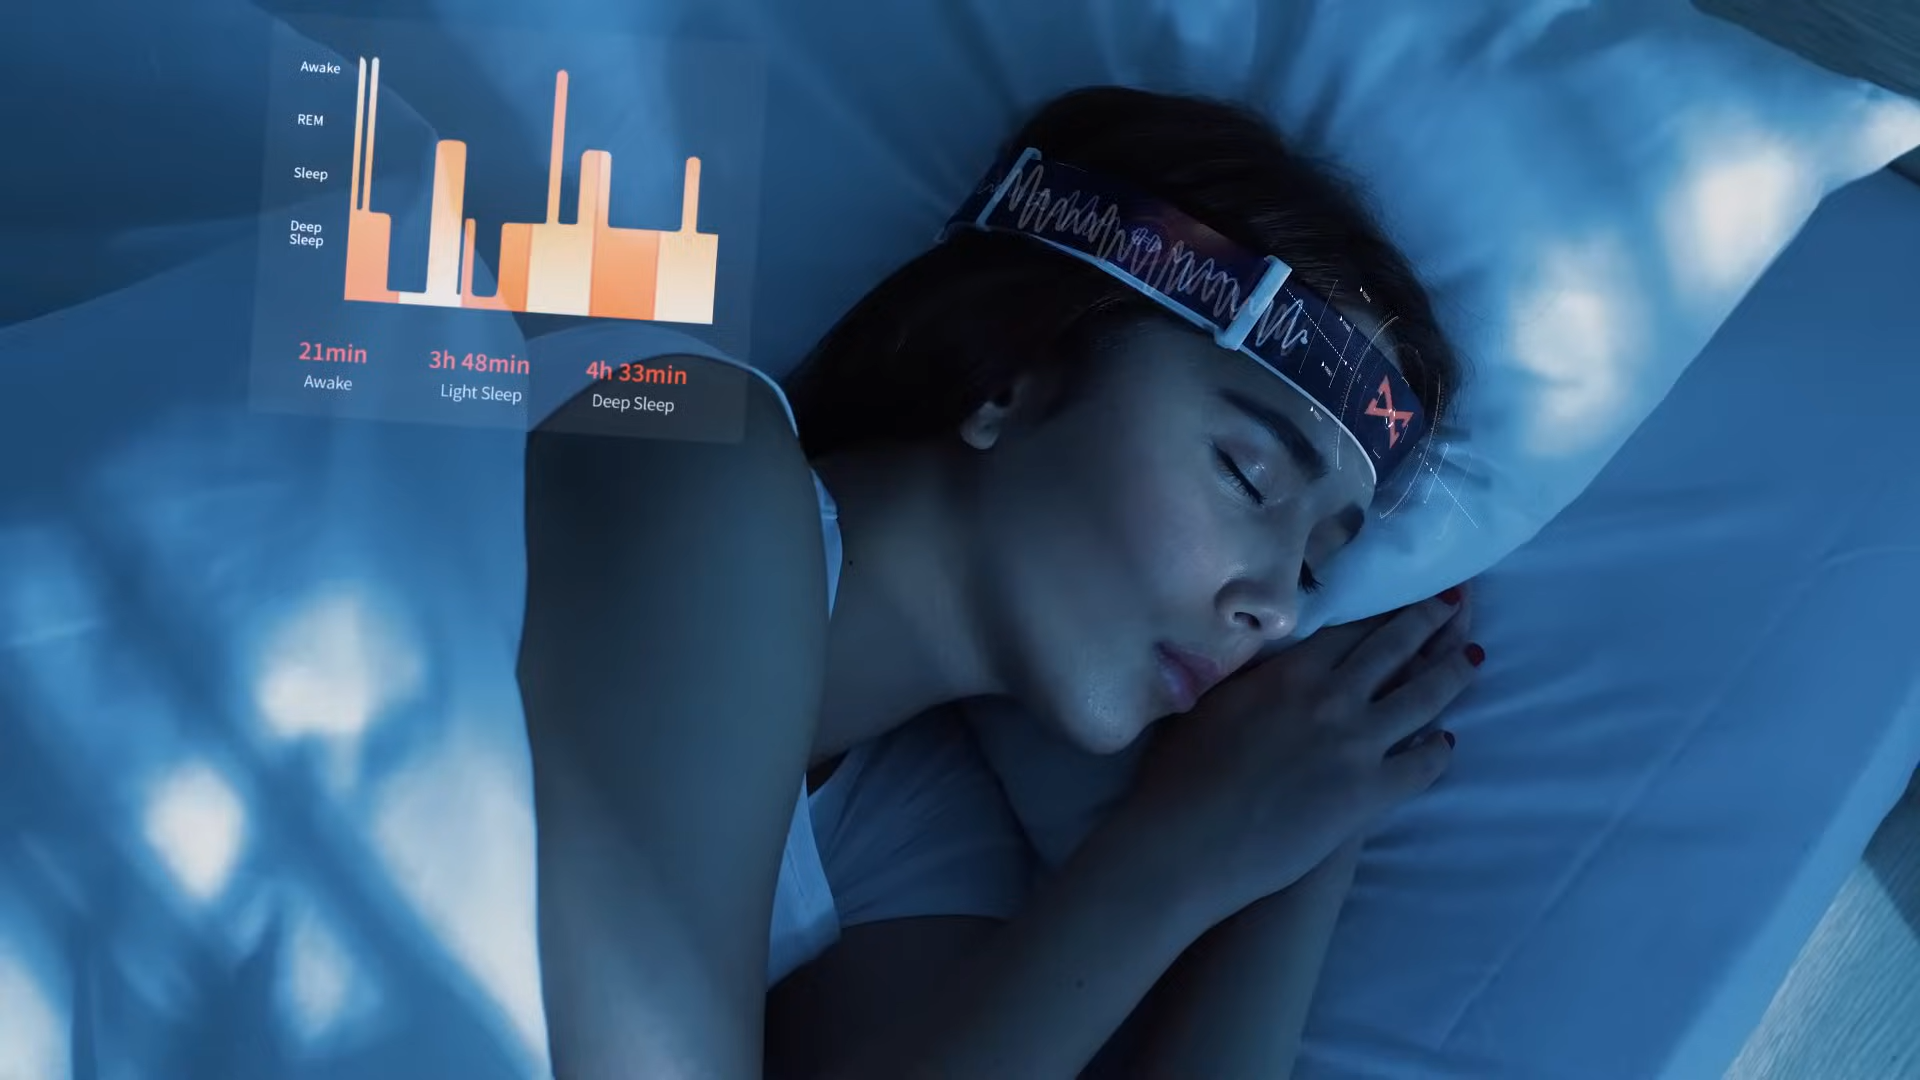 Awake
REM
Sleep
Deep
Sleep
21min
Awake
3h 48min
Light Sleep
4h 33min
Deep Sleep